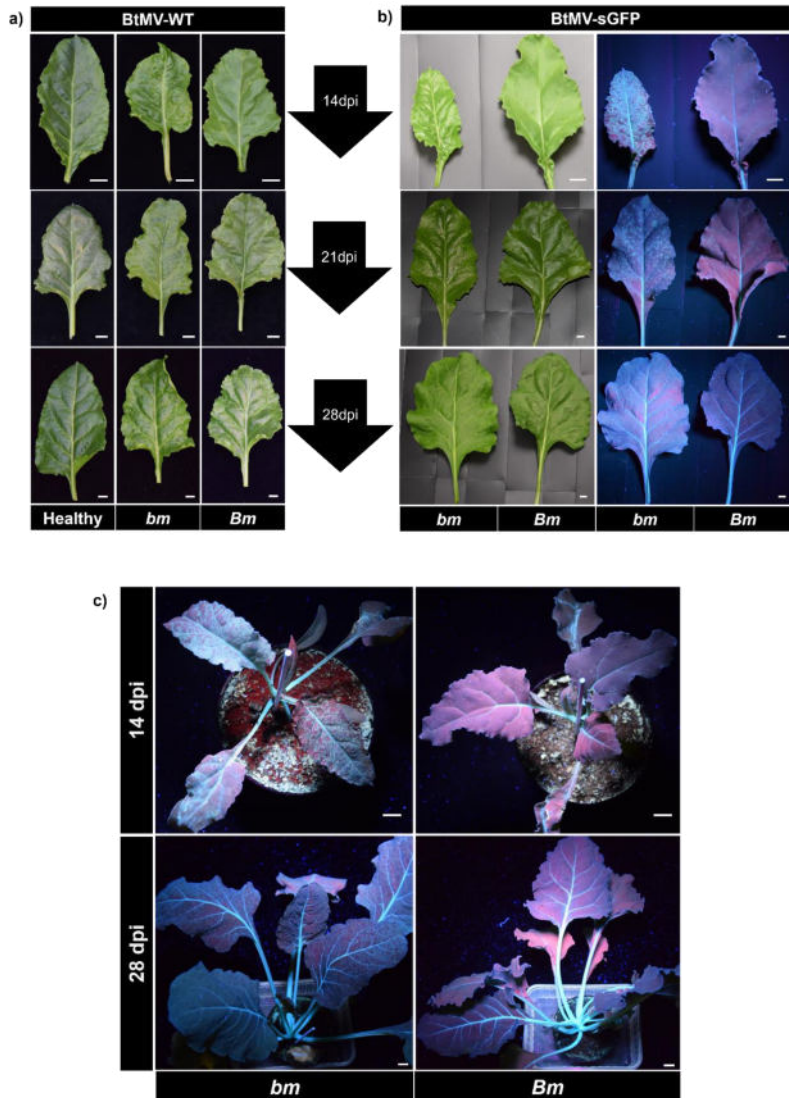 a)
BtMV-WT
b)
BtMV-sGFP
14dpi
21dpi
28dpi
Healthy
bm
Bm
bm
Bm
bm
Bm
c)
14 dpi
28 dpi
bm
Bm